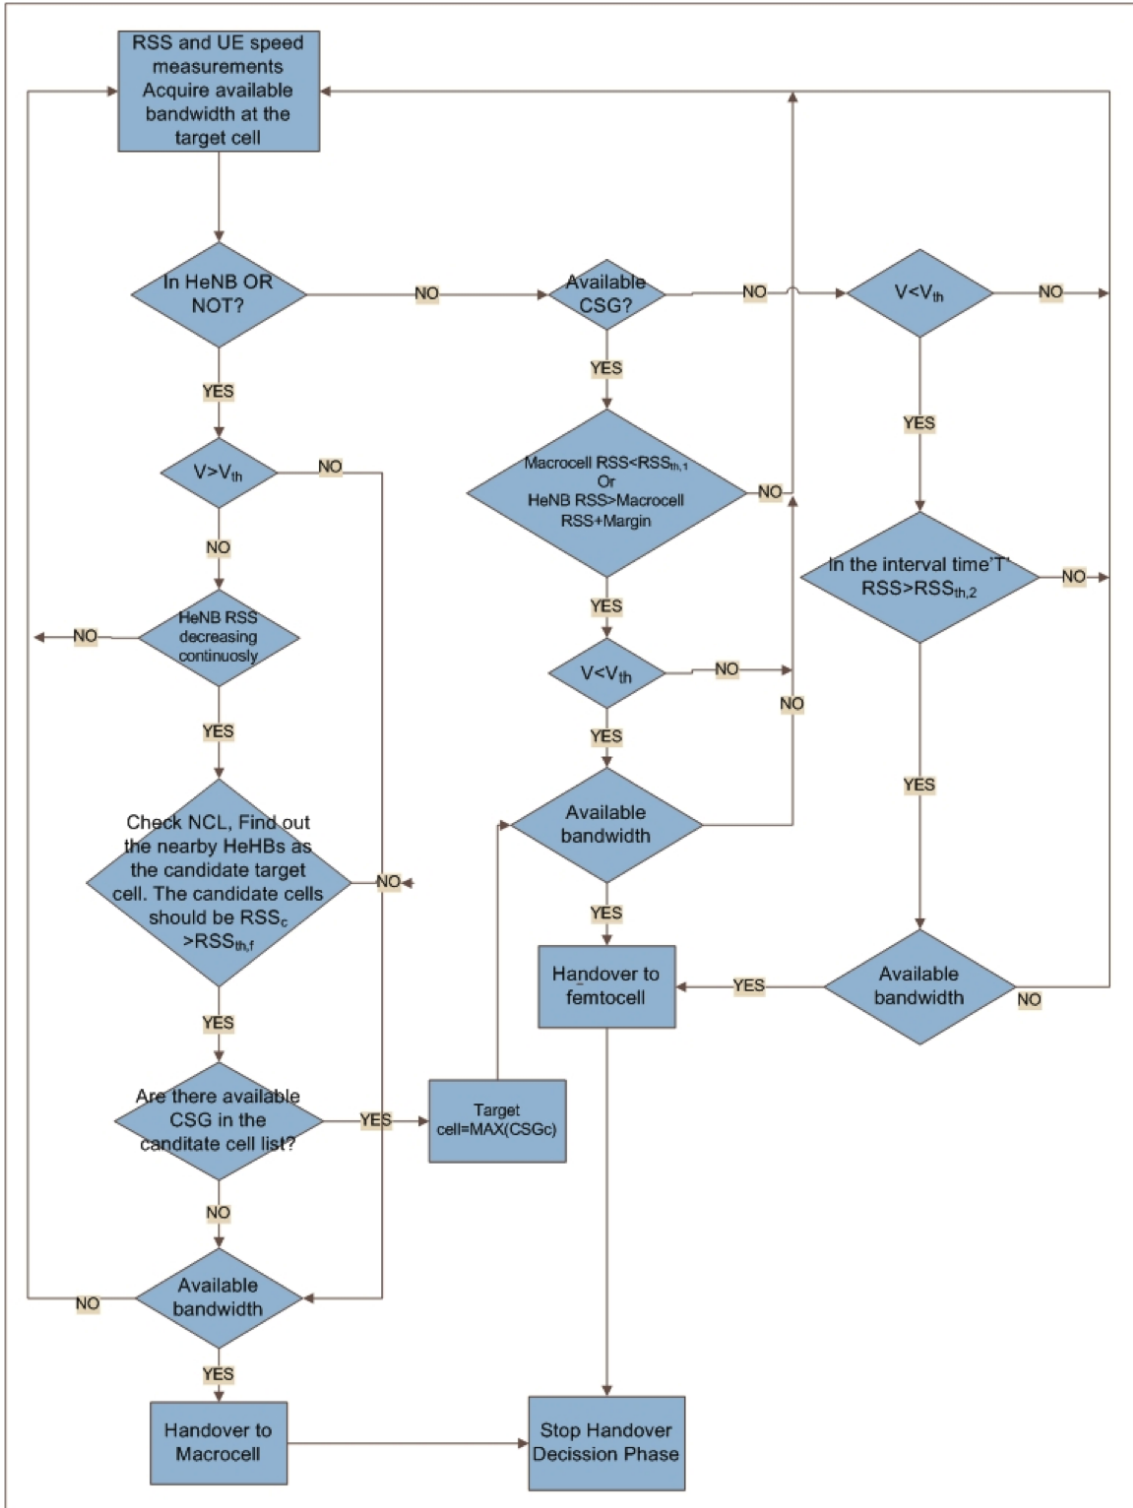 RSS and UE speed
measurements
Acquire available
bandwidth at the
target cell
In HeNB OR
NOT?
NO
Available
CSG?
NO
V<Vth
NO
YES
YES
YES
V>Vth
NO
Macrocell RSS<RSSth,1
Or
HeNB RSS>Macrocell
RSS+Margin
NO
NO
In the interval time'T'
RSS>RSSth,2
NO
HeNB RSS
decreasing
continuosly
NO
YES
V<Vth
NO
NO
YES
YES
YES
Check NCL, Find out
the nearby HeHBs as
the candidate target
cell. The candidate cells
should be RSSc
>RSSth,f
NO
Available
bandwidth
YES
Handover to
femtocell
YES
Available
bandwidth
NO
YES
Are there available
CSG in the
canditate cell list?
YES
Target
cell=MAX(CSGc)
NO
Available
bandwidth
NO
YES
Handover to
Macrocell
Stop Handover
Decission Phase